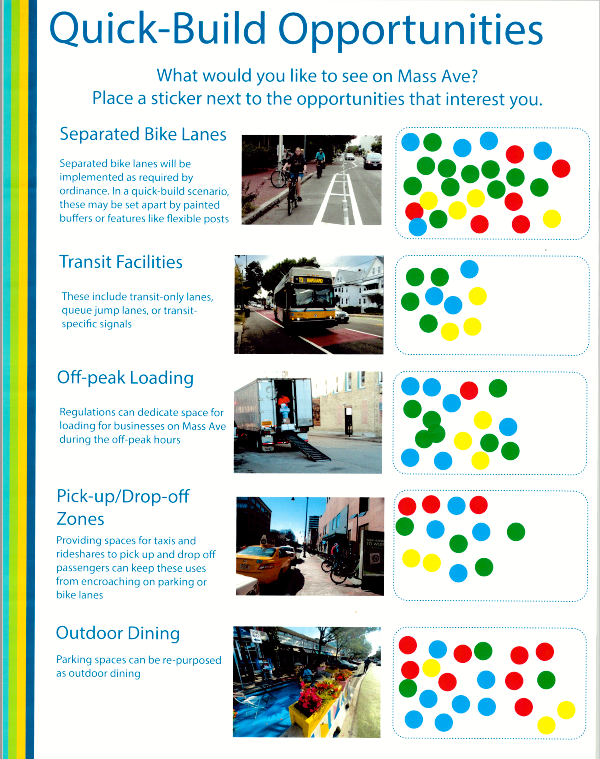 Quick-Build Opportunities
What would you like to see on Mass Ave?
Place a sticker next to the opportunities that interest you.
Separated Bike Lanes
Separated bike lanes will be
implemented as required by
ordinance. In a quick-build scenario,
these may be set apart by painted
buffers or features like flexible posts
Transit Facilities
These include transit-only lanes,
queue jump lanes, or transit-
specific signals
Off-peak Loading
Regulations can dedicate space for
loading for businesses on Mass Ave
during the off-peak hours
Pick-up/Drop-off
Zones
Providing spaces for taxis and
rideshares to pick up and drop off
passengers can keep these uses
from encroaching on parking or
bike lanes
Outdoor Dining
Parking spaces can be re-purposed
as outdoor dining